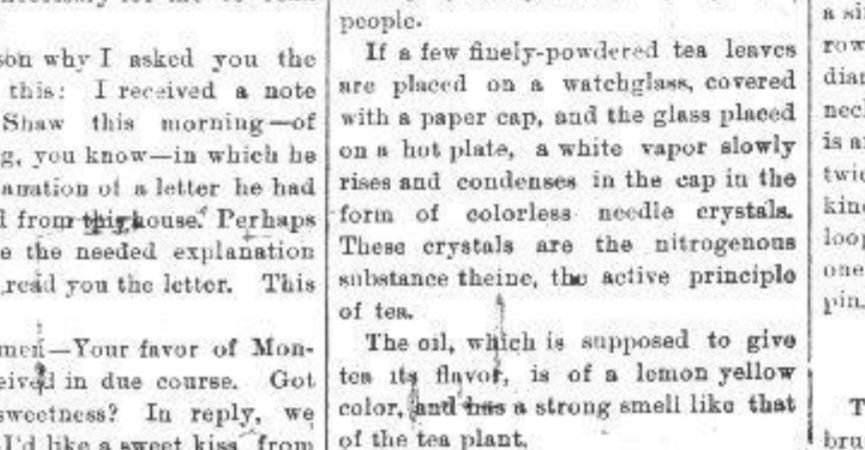 son why I asked you the
this: I received a note
Shaw this morning—of
g, you know—in which he
anation of a letter he had
d from this house. Perhaps
e the needed explanation
read you the letter. This
men—Your favor of Mon-
eived in due course. Got
sweetness? In reply, we
I'd like a sweet kiss from
people.
If a few finely-powdered tea leaves
are placed on a watchglass, covered
with a paper cap, and the glass placed
on a hot plate, a white vapor slowly
rises and condenses in the cap in the
form of colorless needle crystals.
These crystals are the nitrogenous
substance theine, the active principle
of tea.
The oil, which is supposed to give
tea its flavor, is of a lemon yellow
color, and has a strong smell like that
of the tea plant.
a si
row
diar
nec
is a
twic
kin
loop
one
pin.
T
bru